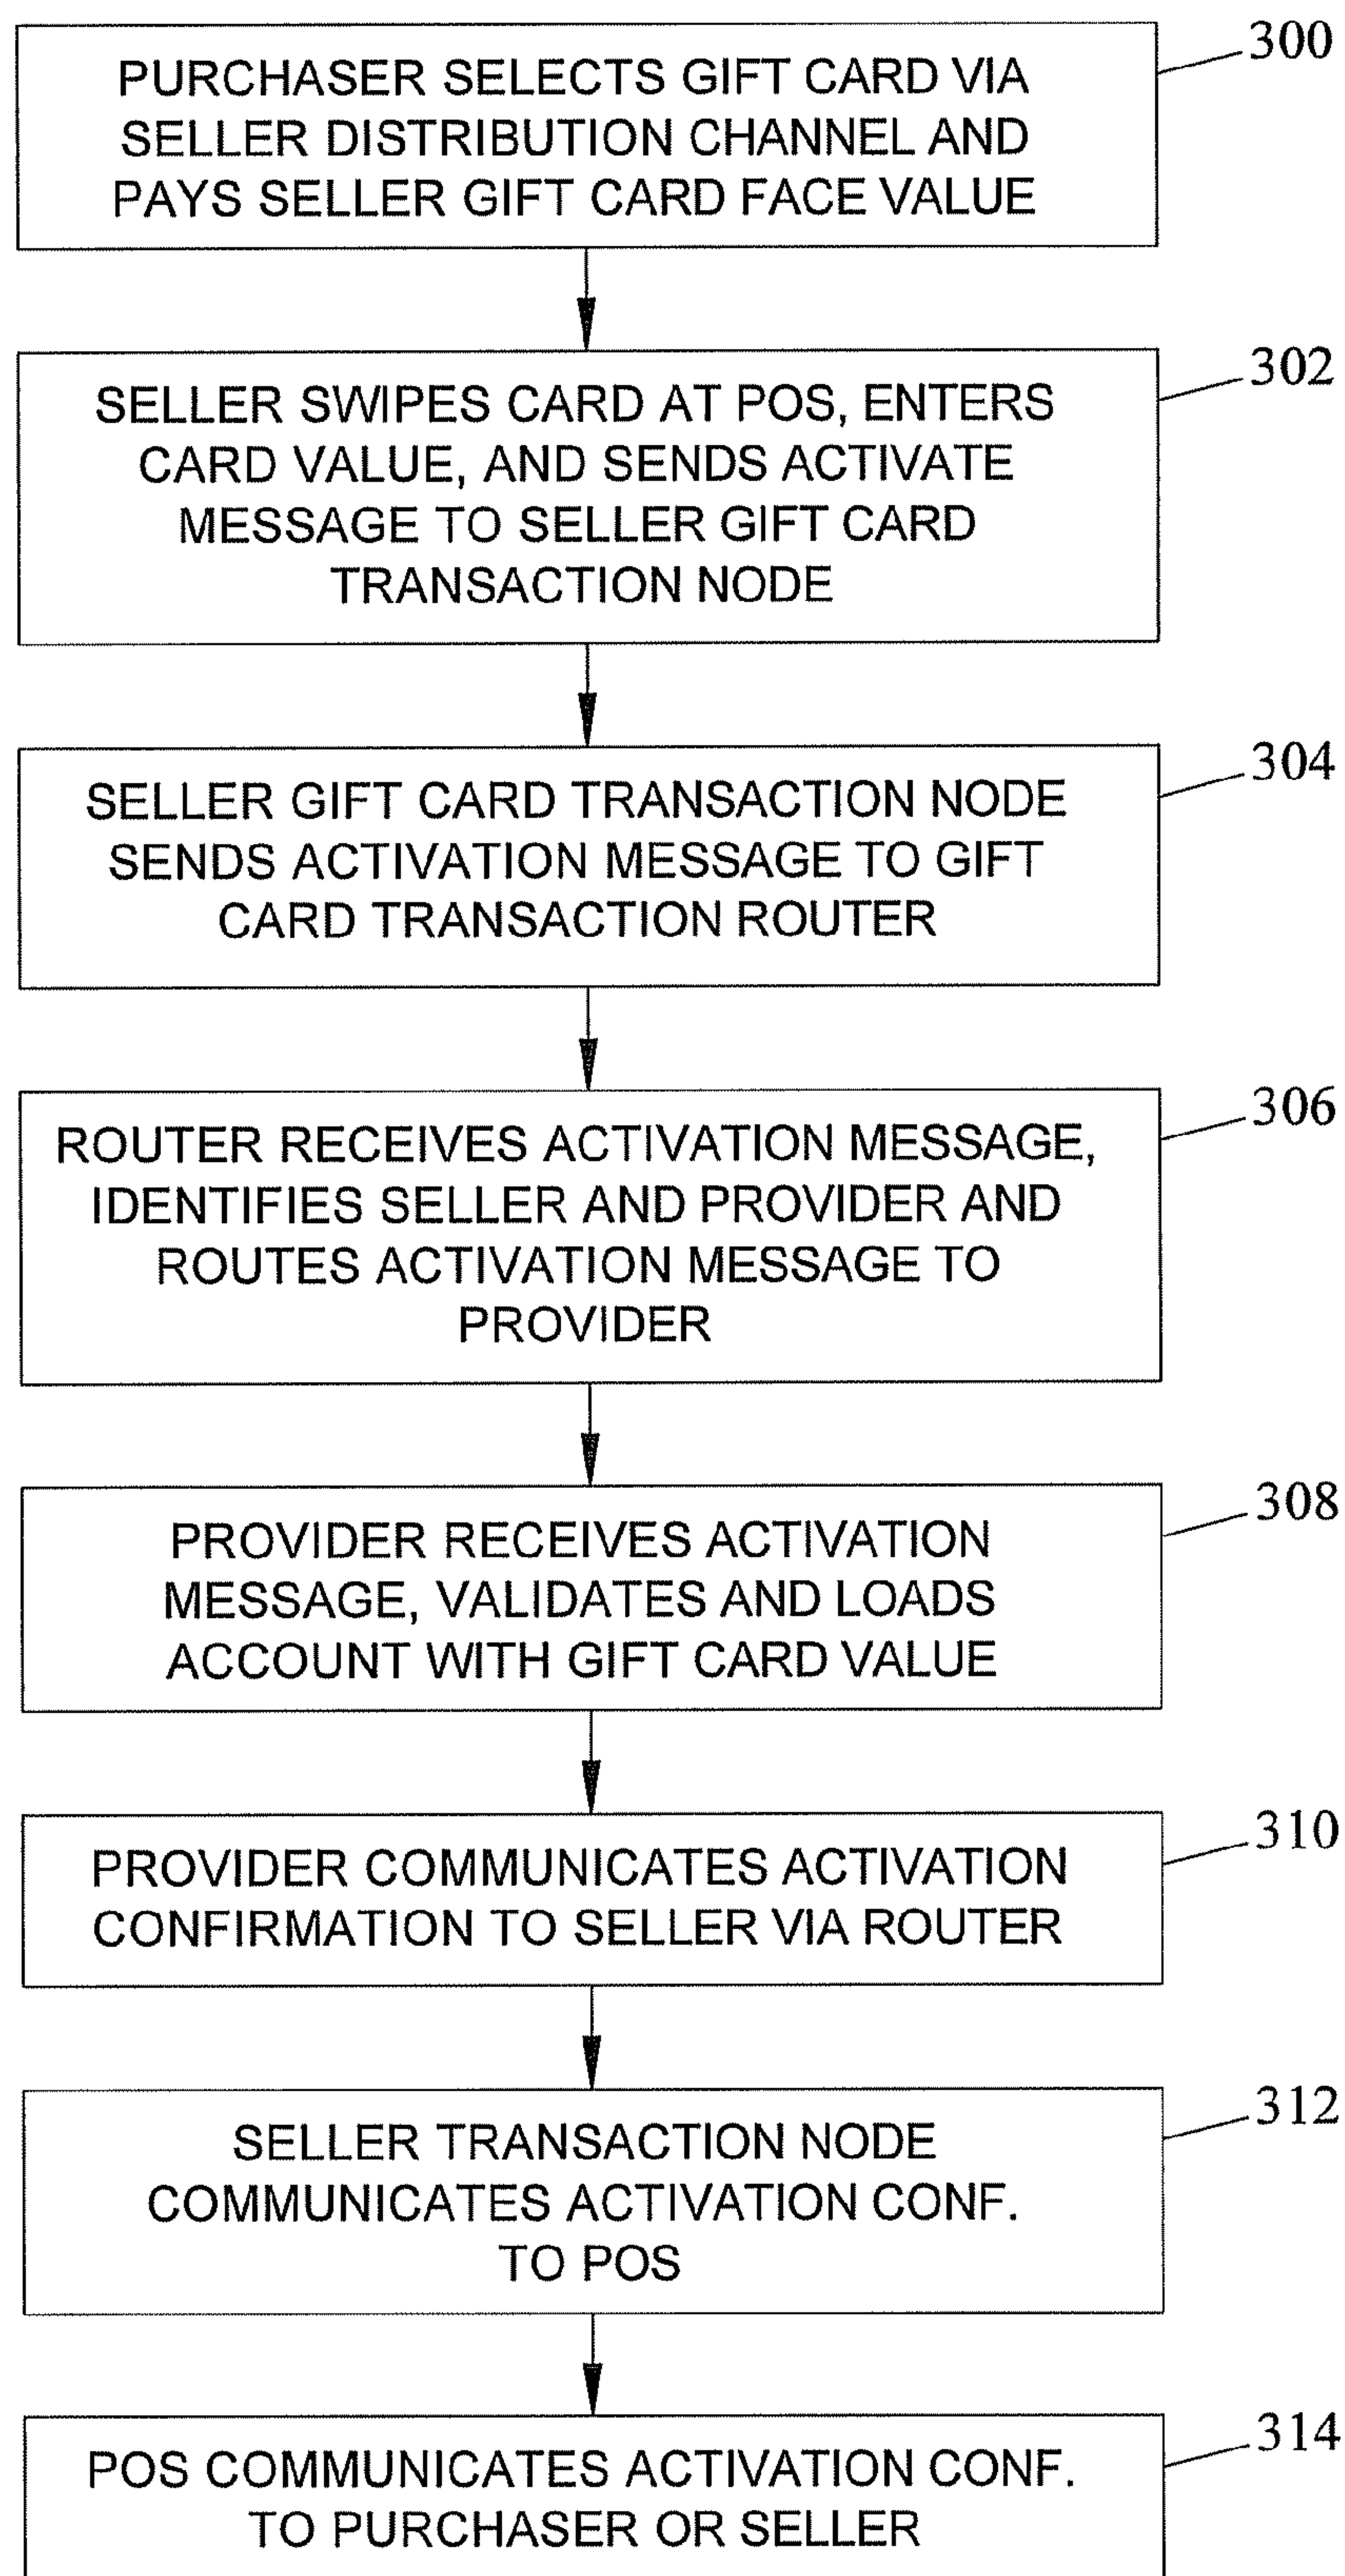 300
PURCHASER SELECTS GIFT CARD VIA
SELLER DISTRIBUTION CHANNEL AND
PAYS SELLER GIFT CARD FACE VALUE
302
SELLER SWIPES CARD AT POS, ENTERS
CARD VALUE, AND SENDS ACTIVATE
MESSAGE TO SELLER GIFT CARD
TRANSACTION NODE
304
SELLER GIFT CARD TRANSACTION NODE
SENDS ACTIVATION MESSAGE TO GIFT
CARD TRANSACTION ROUTER
306
ROUTER RECEIVES ACTIVATION MESSAGE,
IDENTIFIES SELLER AND PROVIDER AND
ROUTES ACTIVATION MESSAGE TO
PROVIDER
308
PROVIDER RECEIVES ACTIVATION
MESSAGE, VALIDATES AND LOADS
ACCOUNT WITH GIFT CARD VALUE
310
PROVIDER COMMUNICATES ACTIVATION
CONFIRMATION TO SELLER VIA ROUTER
312
SELLER TRANSACTION NODE
COMMUNICATES ACTIVATION CONF.
TO POS
314
POS COMMUNICATES ACTIVATION CONF.
TO PURCHASER OR SELLER